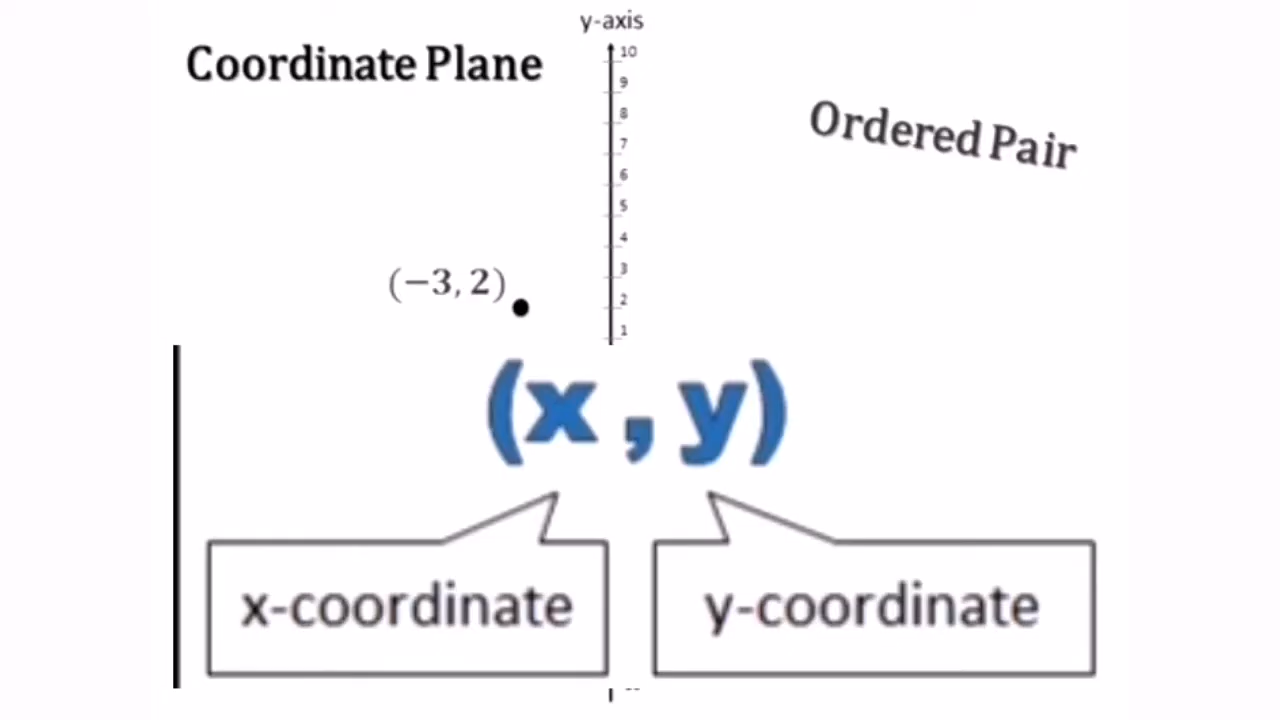 y-axis
Coordinate Plane
10
9
Ordered Pair
8
7
6
5
4
(−3, 2)
3
2
1
(x , y)
x-coordinate
y-coordinate